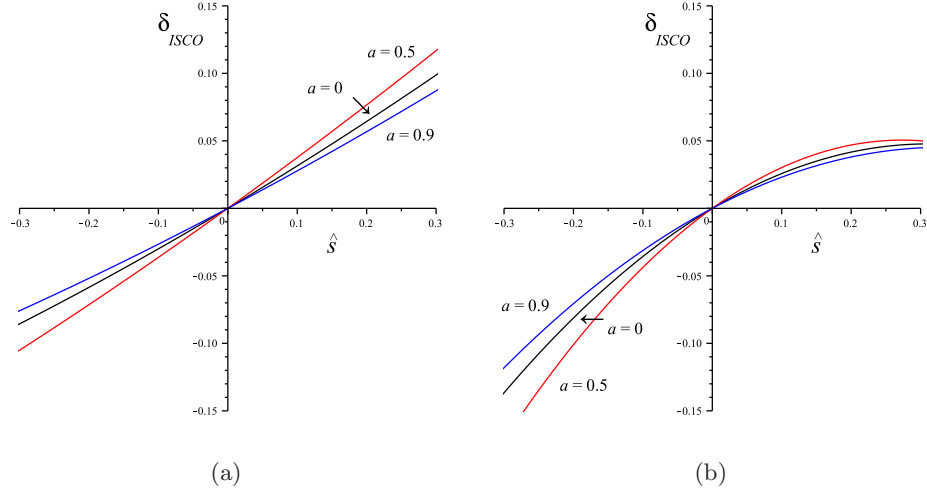 0.15
δ ISCO
0.10
a = 0.5
a = 0
a = 0.9
0.05
-0.3
-0.2
-0.1
0
0.1
0.2
0.3
ŝ
-0.05
-0.10
-0.15
(a)
0.15
δ ISCO
0.10
0.05
-0.3
-0.2
-0.1
0
0.1
0.2
0.3
ŝ
-0.05
a = 0.9
a = 0
-0.10
a = 0.5
-0.15
(b)